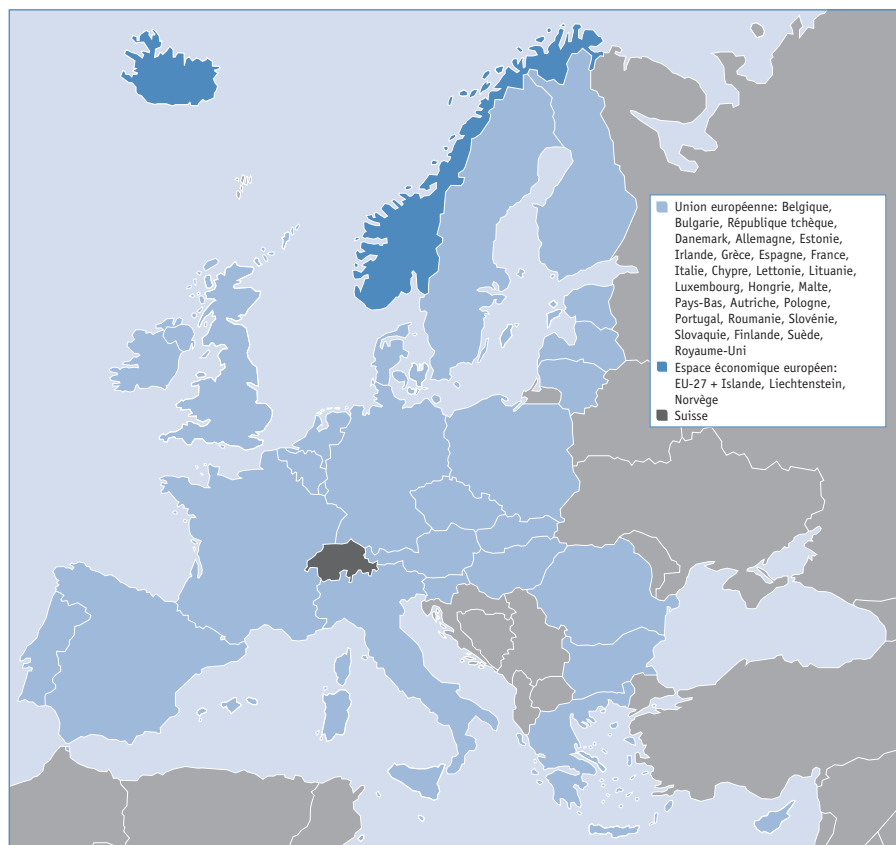 Union européenne: Belgique,
Bulgarie, République tchèque,
Danemark, Allemagne, Estonie,
Irlande, Grèce, Espagne, France,
Italie, Chypre, Lettonie, Lituanie,
Luxembourg, Hongrie, Malte,
Pays-Bas, Autriche, Pologne,
Portugal, Roumanie, Slovénie,
Slovaquie, Finlande, Suède,
Royaume-Uni
Espace économique européen:
EU-27 + Islande, Liechtenstein,
Norvège
Suisse